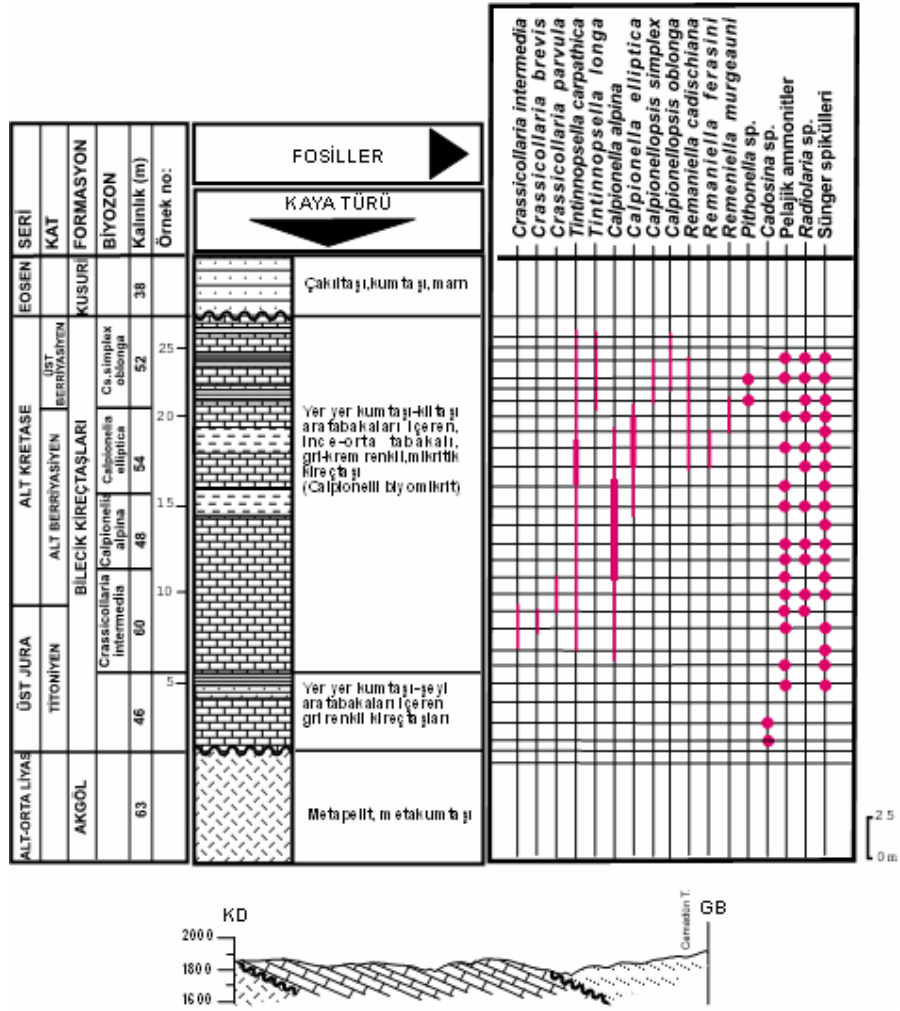 Crassicollaria intermedia
Crassicollara brevis
Crassicollara parvula
Tintinnopsella carpathica
Tintinnopsella longa
Calpionella alpina
Calpionella elliptica
Calpionellopsis simplex
Calpionellopsis oblonga
Remaniella cadischiana
Remaniella ferasini
Remeniella murgeauni
Pithonella sp.
Cadosina sp.
Pelajik ammonitler
Radiolaria sp.
Sünger spikülleri
SERİ
KAT
FORMASYON
BİYOZON
Kalınlık (m)
Örnek no:
FOSİLLER
KAYA TÜRÜ
EOSEN
KUSURİ
38
Çakıltaşı,kumtaşı,marn
ALT KRETASE
ÜST
BERRİYASİYEN
ALT BERRİYASİYEN
BİLECİK KİREÇTAŞLARI
Cs.simplex
oblonga
52
25
20
Calpionella
elliptica
54
15
Calpionella
alpina
48
10
Yer yer kumtaşı-kiltaşı
aratabakaları içeren,
ince-orta tabakalı,
gri-krem renkli,mikritik
kireçtaşı
(Calpionelli biyomikrit)
ÜST JURA
TİTONİYEN
Crassicollaria
intermedia
60
5
46
Yer yer kumtaşı-şeyl
aratabakaları içeren
gri renkli kireçtaşları
ALT-ORTA LİYAS
AKGÖL
63
Metapelit, metakumtaşı
2.5
0 m
KD
GB
2000
1800
1600